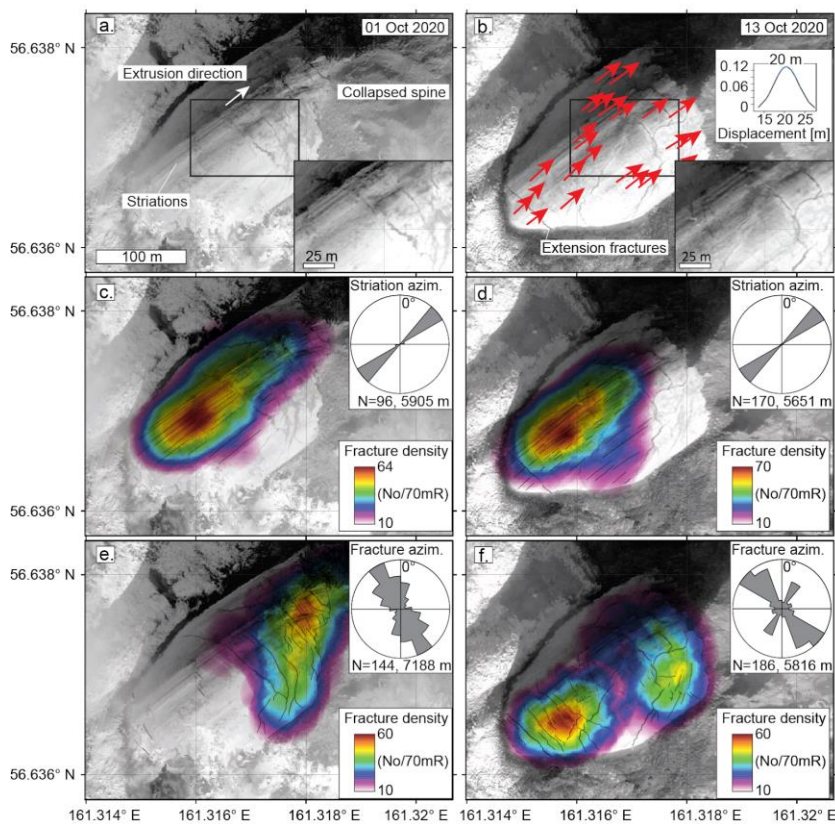 a.
01 Oct 2020
56.638° N
Extrusion direction
Collapsed spine
Striations
56.636° N
100 m
25 m
b.
13 Oct 2020
20 m
0.12
0.06
0
15 20 25
Displacement [m]
Extension fractures
25 m
c.
Striation azim.
0°
56.638° N
N=96, 5905 m
Fracture density
64
(No/70mR)
10
56.636° N
d.
Striation azim.
0°
N=170, 5651 m
Fracture density
70
(No/70mR)
10
e.
Fracture azim.
0°
56.638° N
N=144, 7188 m
Fracture density
60
(No/70mR)
10
56.636° N
f.
Fracture azim.
0°
N=186, 5816 m
Fracture density
60
(No/70mR)
10
161.314° E 161.316° E 161.318° E 161.32° E 161.314° E 161.316° E 161.318° E 161.32° E